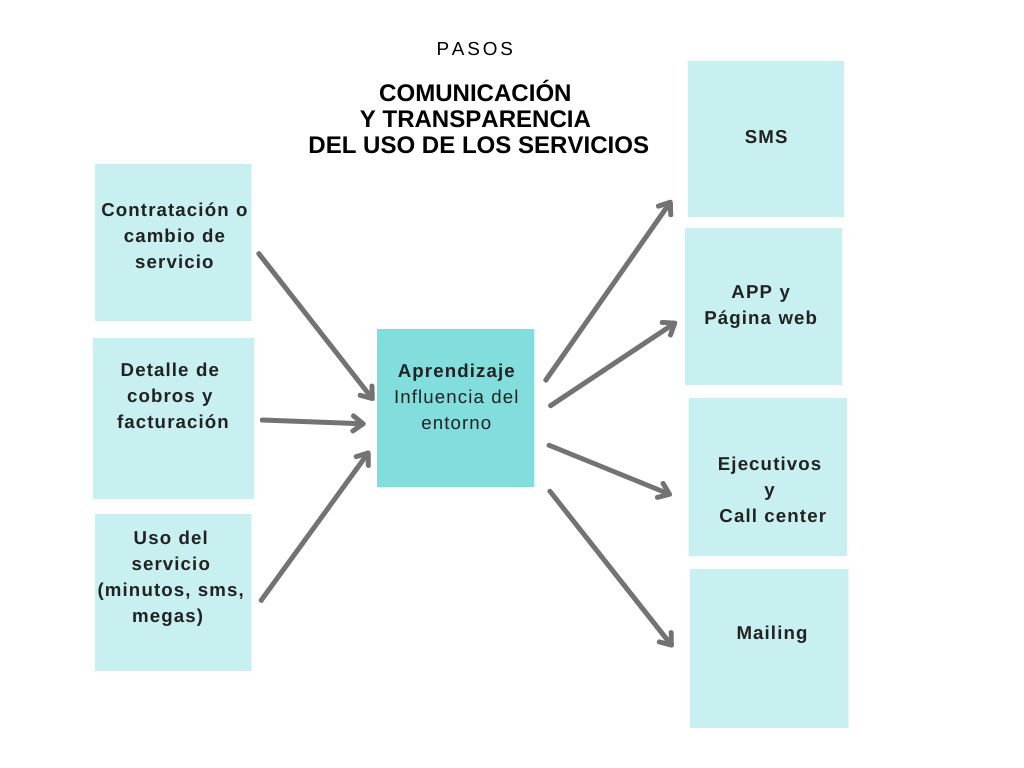 PASOS
COMUNICACIÓN
Y TRANSPARENCIA
DEL USO DE LOS SERVICIOS
Contratación o
cambio de
servicio
Detalle de
cobros y
facturación
Uso del
servicio
(minutos, sms,
megas)
Aprendizaje
Influencia del
entorno
SMS
APP y
Página web
Ejecutivos
y
Call center
Mailing